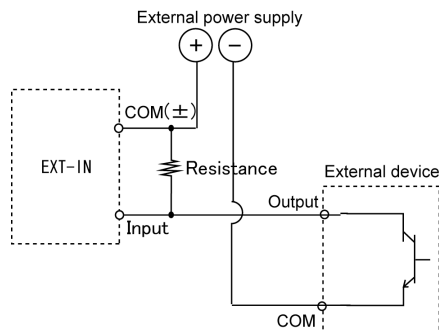 External power supply
+ −
COM(±)
EXT-IN
Resistance
External device
Output
Input
COM